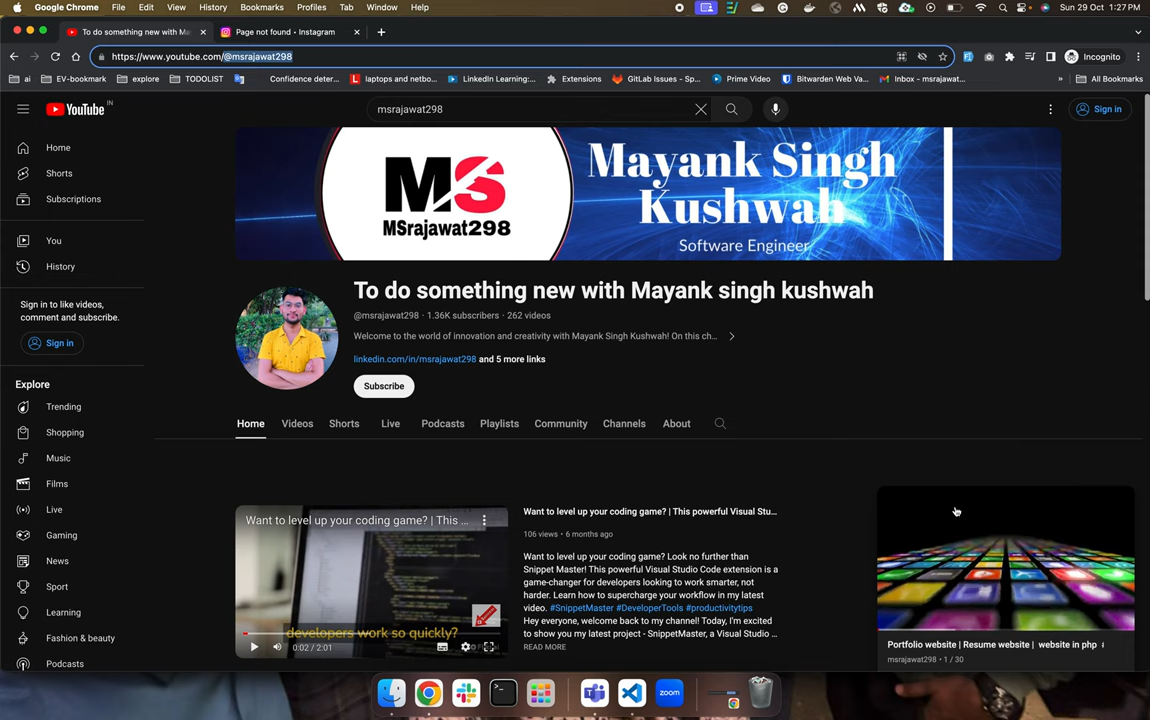 Google Chrome File Edit View History Bookmarks Profiles Tab Window Help Sun 29 Oct 1:27 PM
To do something new with Ma Page not found • Instagram
https://www.youtube.com/@msrajawat298 Incognito
ai EV-bookmark explore TODOLIST Confidence deter... laptops and netbo... LinkedIn Learning:... Extensions GitLab Issues - Sp... Prime Video Bitwarden Web Va... Inbox - msrajawat... » All Bookmarks
YouTube IN msrajawat298 Sign in
Home
Shorts
Subscriptions
You
History
Sign in to like videos,
comment and subscribe.
Sign in
Explore
Trending
Shopping
Music
Films
Live
Gaming
News
Sport
Learning
Fashion & beauty
Podcasts
MS
MSrajawat298
Mayank Singh
Kushwah
Software Engineer
To do something new with Mayank singh kushwah
@msrajawat298 · 1.36K subscribers · 262 videos
Welcome to the world of innovation and creativity with Mayank Singh Kushwah! On this ch...
linkedin.com/in/msrajawat298 and 5 more links
Subscribe
Home Videos Shorts Live Podcasts Playlists Community Channels About
Want to level up your coding game? | This ...
developers work so quickly?
0:02 / 2:01
Want to level up your coding game? | This powerful Visual Stu...
106 views • 6 months ago
Want to level up your coding game? Look no further than
Snippet Master! This powerful Visual Studio Code extension is a
game-changer for developers looking to work smarter, not
harder. Learn how to supercharge your workflow in my latest
video. #SnippetMaster #DeveloperTools #productivitytips
Hey everyone, welcome back to my channel! Today, I'm excited
to show you my latest project - SnippetMaster, a Visual Studio ...
READ MORE
Portfolio website | Resume website | website in php
msrajawat298 • 1 / 30
zoom